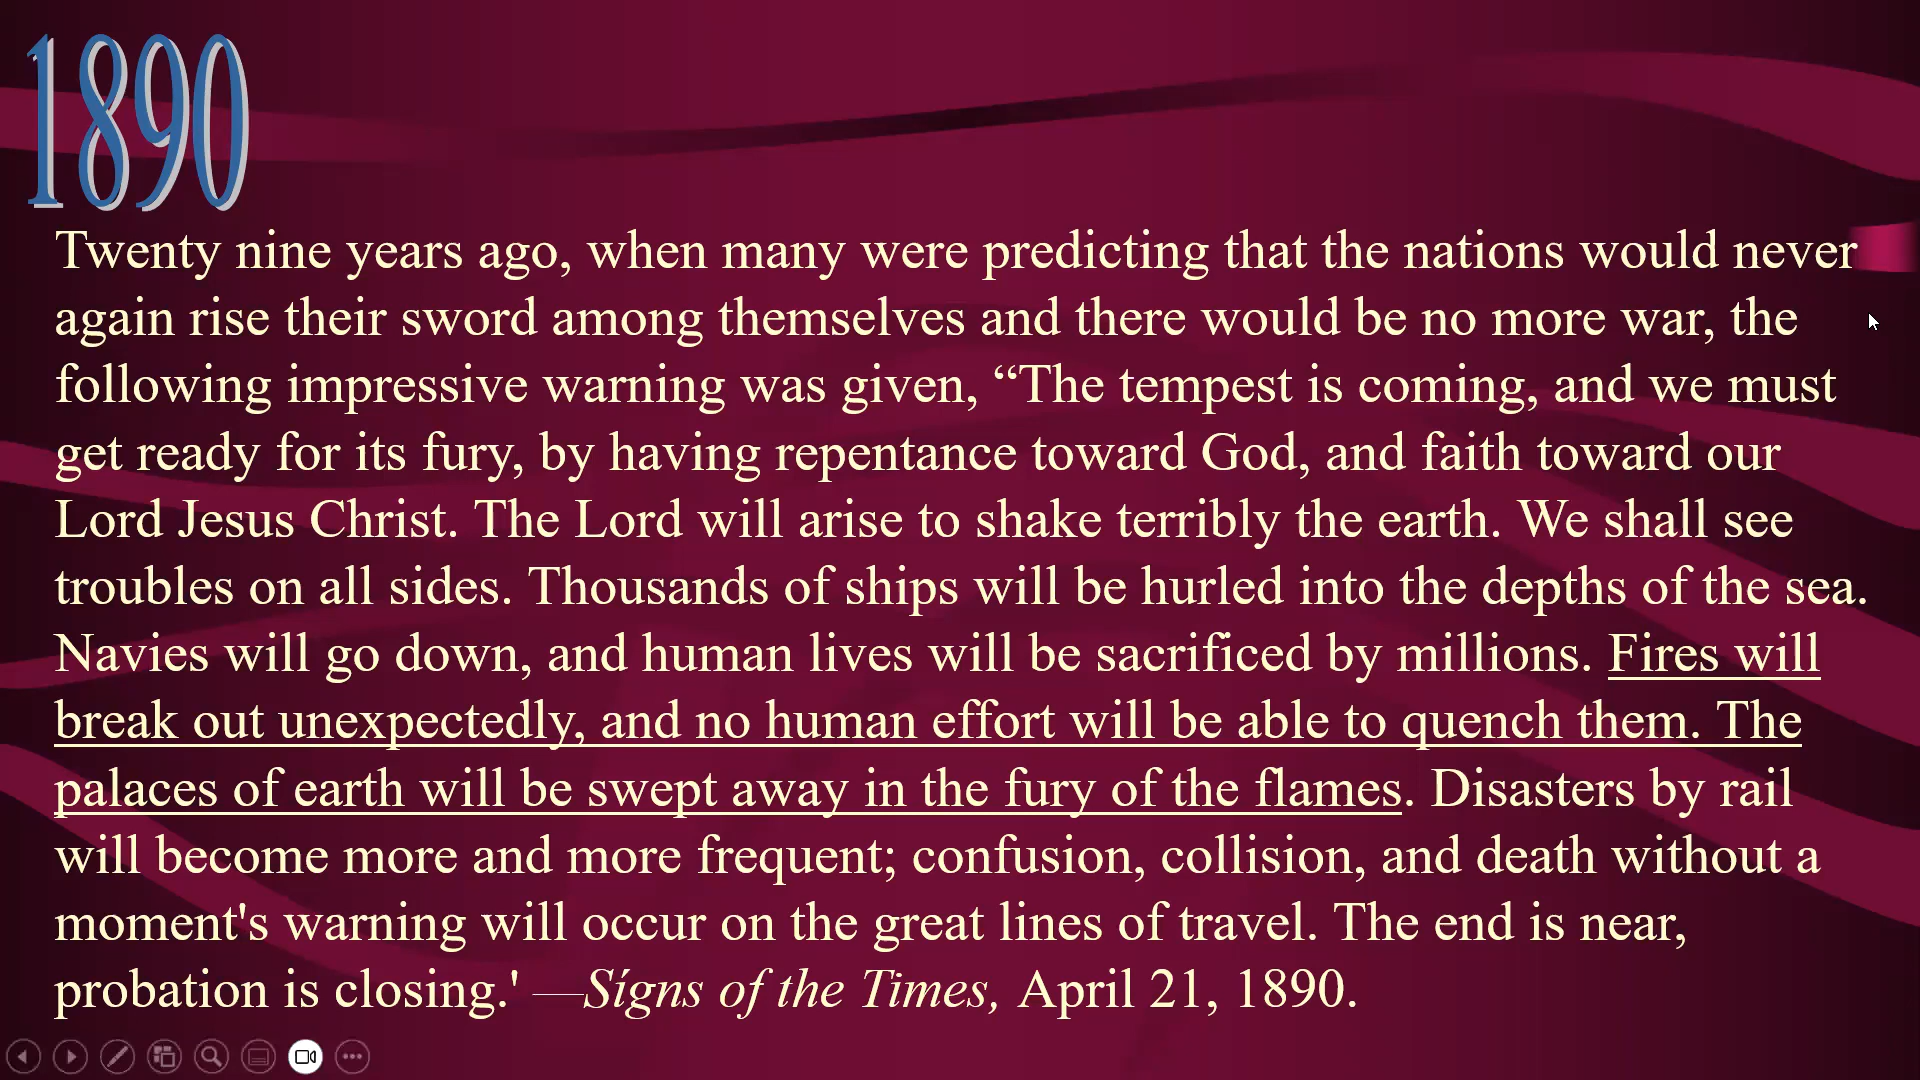 1890
Twenty nine years ago, when many were predicting that the nations would never
again rise their sword among themselves and there would be no more war, the
following impressive warning was given, “The tempest is coming, and we must
get ready for its fury, by having repentance toward God, and faith toward our
Lord Jesus Christ. The Lord will arise to shake terribly the earth. We shall see
troubles on all sides. Thousands of ships will be hurled into the depths of the sea.
Navies will go down, and human lives will be sacrificed by millions. Fires will
break out unexpectedly, and no human effort will be able to quench them. The
palaces of earth will be swept away in the fury of the flames. Disasters by rail
will become more and more frequent; confusion, collision, and death without a
moment's warning will occur on the great lines of travel. The end is near,
probation is closing.' —Sígns of the Times, April 21, 1890.